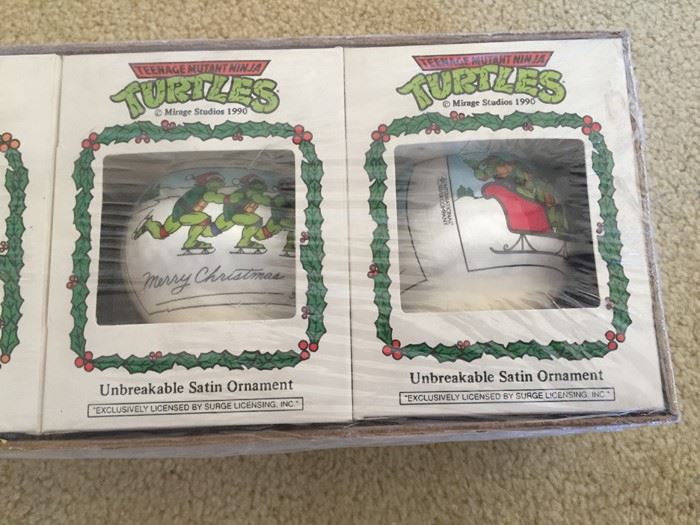 TEENAGE MUTANT NINJA
TURTLES
© Mirage Studios 1990
Merry Christmas
Unbreakable Satin Ornament
"EXCLUSIVELY LICENSED BY SURGE LICENSING, INC."
TEENAGE MUTANT NINJA
TURTLES
© Mirage Studios 1990
Unbreakable Satin Ornament
"EXCLUSIVELY LICENSED BY SURGE LICENSING, INC."